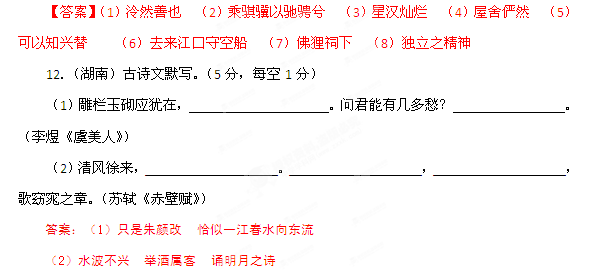 【答案】（1）泠然善也 （2）乘骐骥以驰骋兮 （3）星汉灿烂 （4）屋舍俨然 （5）
可以知兴替 （6）去来江口守空船 （7）佛狸祠下 （8）独立之精神
12.（湖南）古诗文默写。（5 分，每空 1 分）
（1）雕栏玉砌应犹在，____________________。问君能有几多愁？________________。
（李煜《虞美人》）
（2）清风徐来，___________________。___________________，___________________，
歌窈窕之章。（苏轼《赤壁赋》）
答案：（1）只是朱颜改 恰似一江春水向东流
（2）水波不兴 举酒属客 诵明月之诗